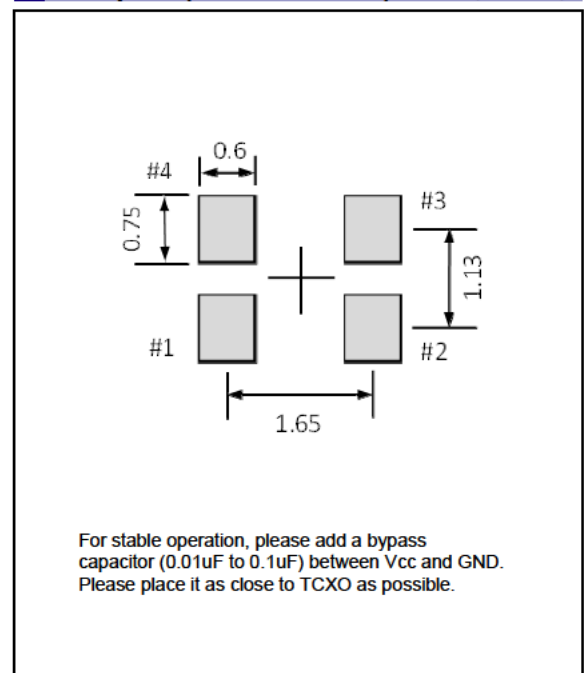 0.6
#4
#3
0.75
1.13
#1
#2
1.65
For stable operation, please add a bypass
capacitor (0.01uF to 0.1uF) between Vcc and GND.
Please place it as close to TCXO as possible.